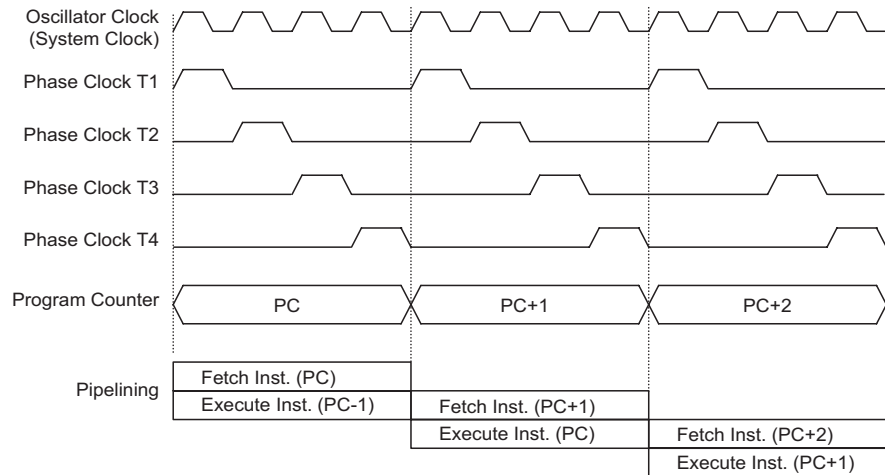 Oscillator Clock
(System Clock)
Phase Clock T1
Phase Clock T2
Phase Clock T3
Phase Clock T4
Program Counter
PC
PC+1
PC+2
Pipelining
Fetch Inst. (PC)
Execute Inst. (PC-1)
Fetch Inst. (PC+1)
Execute Inst. (PC)
Fetch Inst. (PC+2)
Execute Inst. (PC+1)